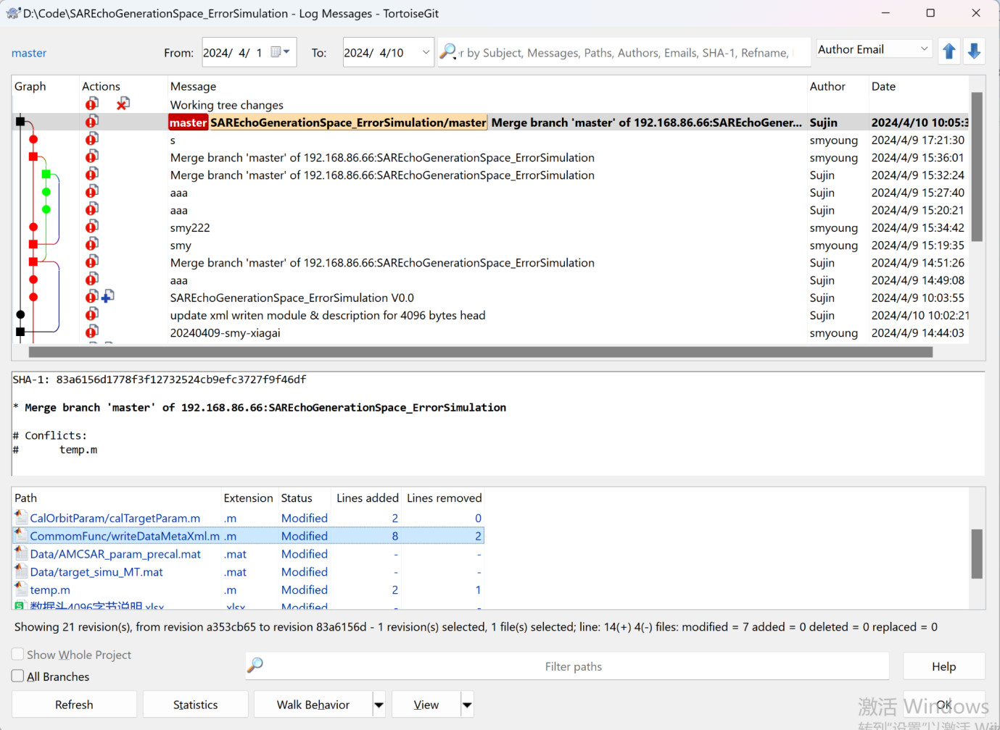 D:\Code\SAREchoGenerationSpace_ErrorSimulation - Log Messages - TortoiseGit
master From: 2024/ 4/ 1 To: 2024/ 4/10 r by Subject, Messages, Paths, Authors, Emails, SHA-1, Refname, Author Email
Graph Actions Message Author Date
Working tree changes
master SAREchoGenerationSpace_ErrorSimulation/master Merge branch 'master' of 192.168.86.66:SAREchoGener... Sujin 2024/4/10 10:05:3
s smyoung 2024/4/9 17:21:30
Merge branch 'master' of 192.168.86.66:SAREchoGenerationSpace_ErrorSimulation smyoung 2024/4/9 15:36:01
Merge branch 'master' of 192.168.86.66:SAREchoGenerationSpace_ErrorSimulation Sujin 2024/4/9 15:32:24
aaa Sujin 2024/4/9 15:27:40
aaa Sujin 2024/4/9 15:20:21
smy222 smyoung 2024/4/9 15:34:42
smy smyoung 2024/4/9 15:19:35
Merge branch 'master' of 192.168.86.66:SAREchoGenerationSpace_ErrorSimulation Sujin 2024/4/9 14:51:26
aaa Sujin 2024/4/9 14:49:08
SAREchoGenerationSpace_ErrorSimulation V0.0 Sujin 2024/4/9 10:03:55
update xml writen module & description for 4096 bytes head Sujin 2024/4/10 10:02:21
20240409-smy-xiagai smyoung 2024/4/9 14:44:03
SHA-1: 83a6156d1778f3f12732524cb9efc3727f9f46df
* Merge branch 'master' of 192.168.86.66:SAREchoGenerationSpace_ErrorSimulation
# Conflicts:
# temp.m
Path Extension Status Lines added Lines removed
CalOrbitParam/calTargetParam.m .m Modified 2 0
CommomFunc/writeDataMetaXml.m .m Modified 8 2
Data/AMCSAR_param_precal.mat .mat Modified - -
Data/target_simu_MT.mat .mat Modified - -
temp.m .m Modified 2 1
数据头4096字节说明.xlsx .xlsx Modified - -
Showing 21 revision(s), from revision a353cb65 to revision 83a6156d - 1 revision(s) selected, 1 file(s) selected; line: 14(+) 4(-) files: modified = 7 added = 0 deleted = 0 replaced = 0
Show Whole Project
All Branches
Filter paths
Help
Refresh Statistics Walk Behavior View OK
激活 Windows
转到"设置"以激活 Wi